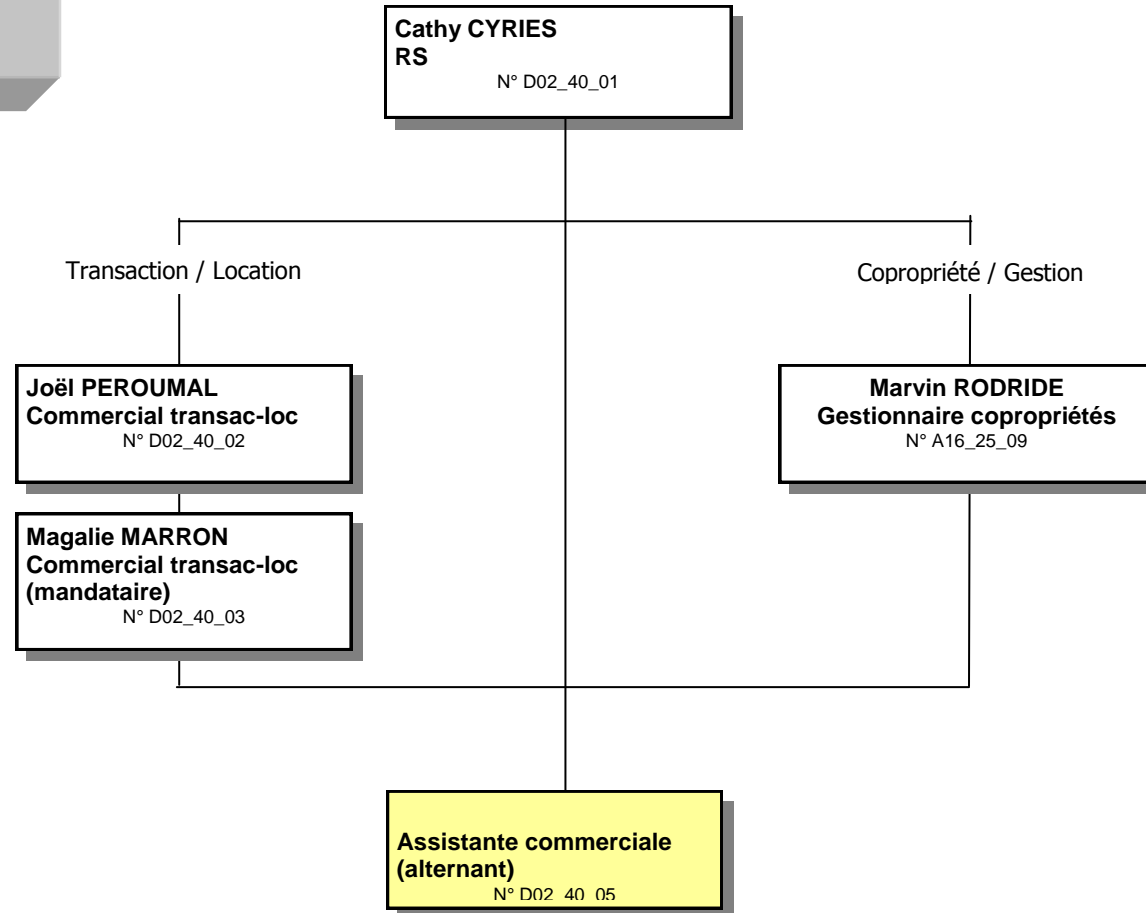 Cathy CYRIES
RS
N° D02_40_01
Transaction / Location
Copropriété / Gestion
Joël PEROUMAL
Commercial transac-loc
N° D02_40_02
Marvin RODRIDE
Gestionnaire copropriétés
N° A16_25_09
Magalie MARRON
Commercial transac-loc
(mandataire)
N° D02_40_03
Assistante commerciale
(alternant)
N° D02_40_05